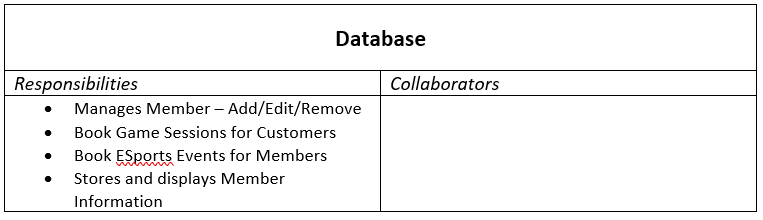 Database
Responsibilities
Collaborators
• Manages Member – Add/Edit/Remove
• Book Game Sessions for Customers
• Book ESports Events for Members
• Stores and displays Member
Information